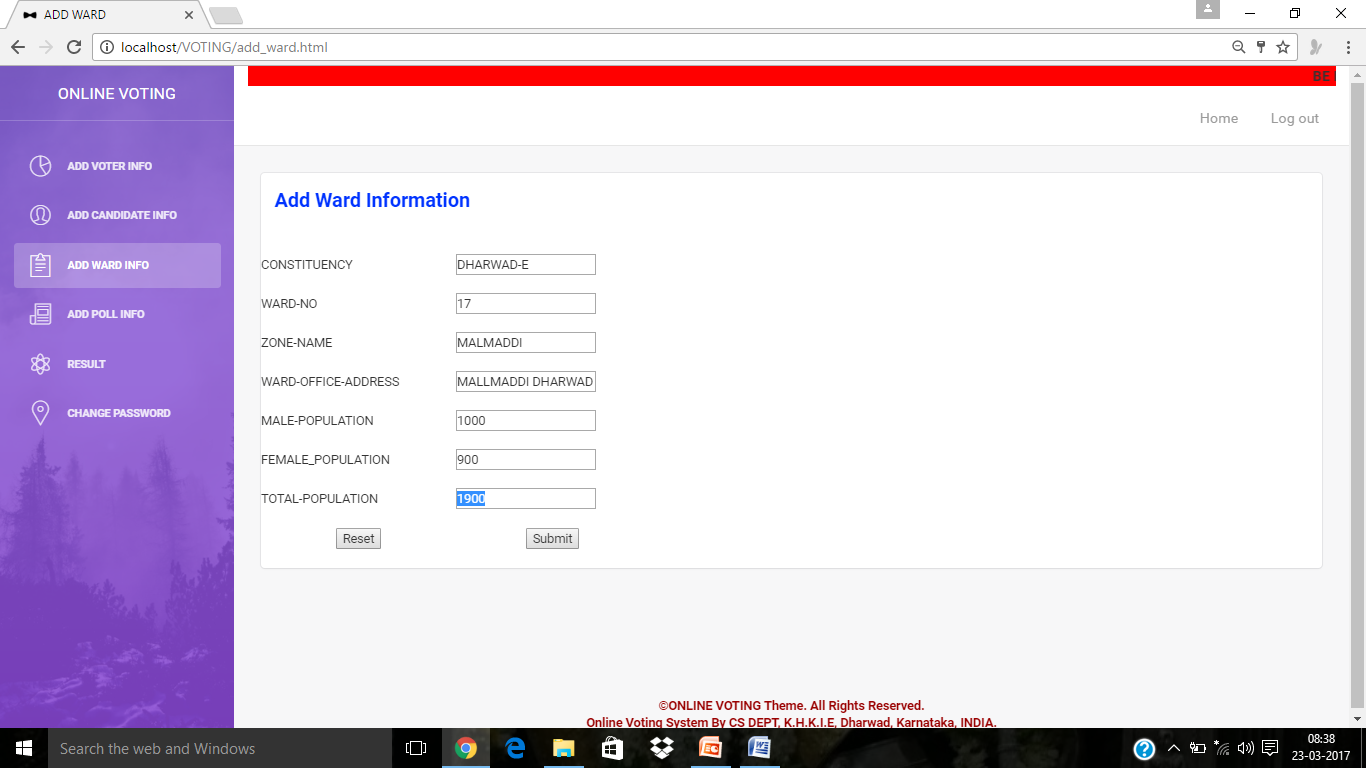 ADD WARD
localhost/VOTING/add_ward.html
ONLINE VOTING
BE
Home Log out
ADD VOTER INFO
ADD CANDIDATE INFO
ADD WARD INFO
ADD POLL INFO
RESULT
CHANGE PASSWORD
Add Ward Information
CONSTITUENCY DHARWAD-E
WARD-NO 17
ZONE-NAME MALMADDI
WARD-OFFICE-ADDRESS MALLMADDI DHARWAD
MALE-POPULATION 1000
FEMALE_POPULATION 900
TOTAL-POPULATION 1900
Reset Submit
©ONLINE VOTING Theme. All Rights Reserved.
Online Voting System By CS DEPT, K.H.K.I.E, Dharwad, Karnataka, INDIA.
Search the web and Windows
08:38
23-03-2017